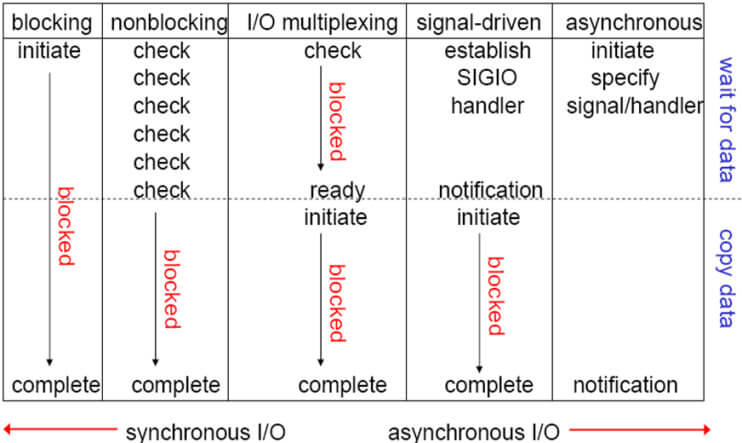 blocking nonblocking I/O multiplexing signal-driven asynchronous
initiate check check establish initiate
check SIGIO specify
check handler signal/handler
check
check
check ready notification
initiate initiate
blocked
blocked
blocked
blocked
blocked
complete complete complete complete notification
wait for data
copy data
synchronous I/O asynchronous I/O